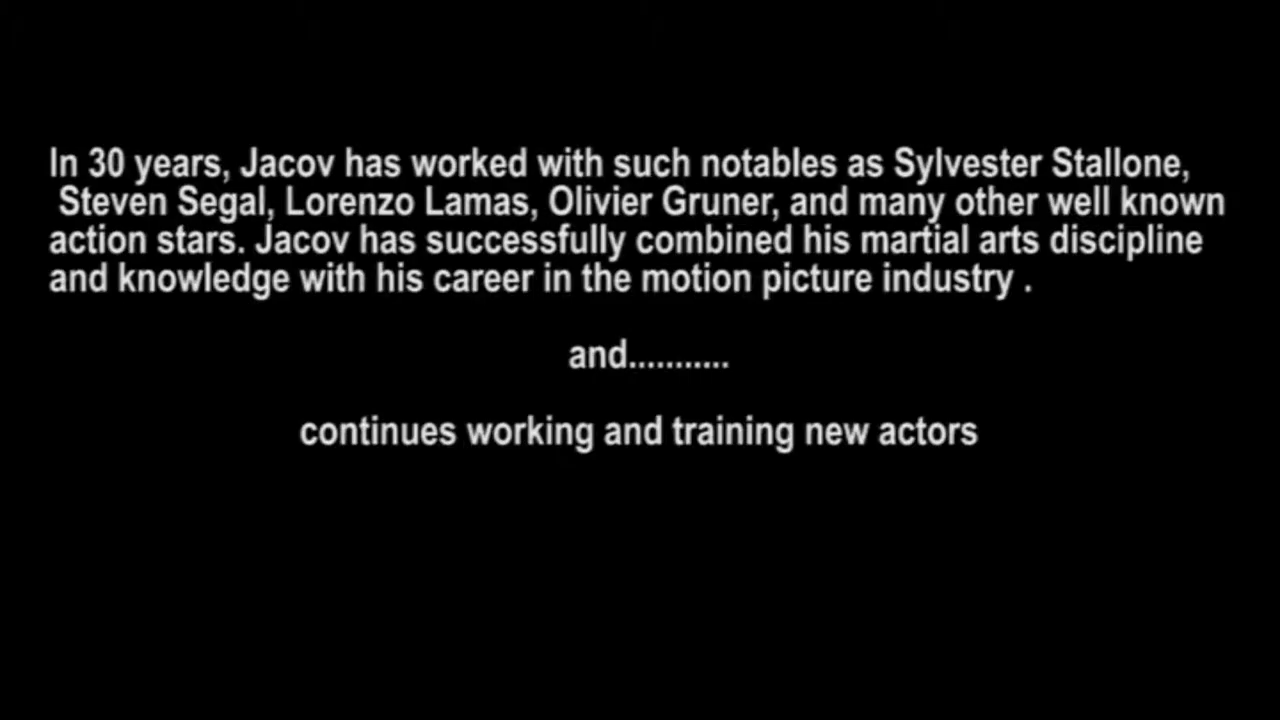 In 30 years, Jacov has worked with such notables as Sylvester Stallone,
Steven Segal, Lorenzo Lamas, Olivier Gruner, and many other well known
action stars. Jacov has successfully combined his martial arts discipline
and knowledge with his career in the motion picture industry .
and...........
continues working and training new actors